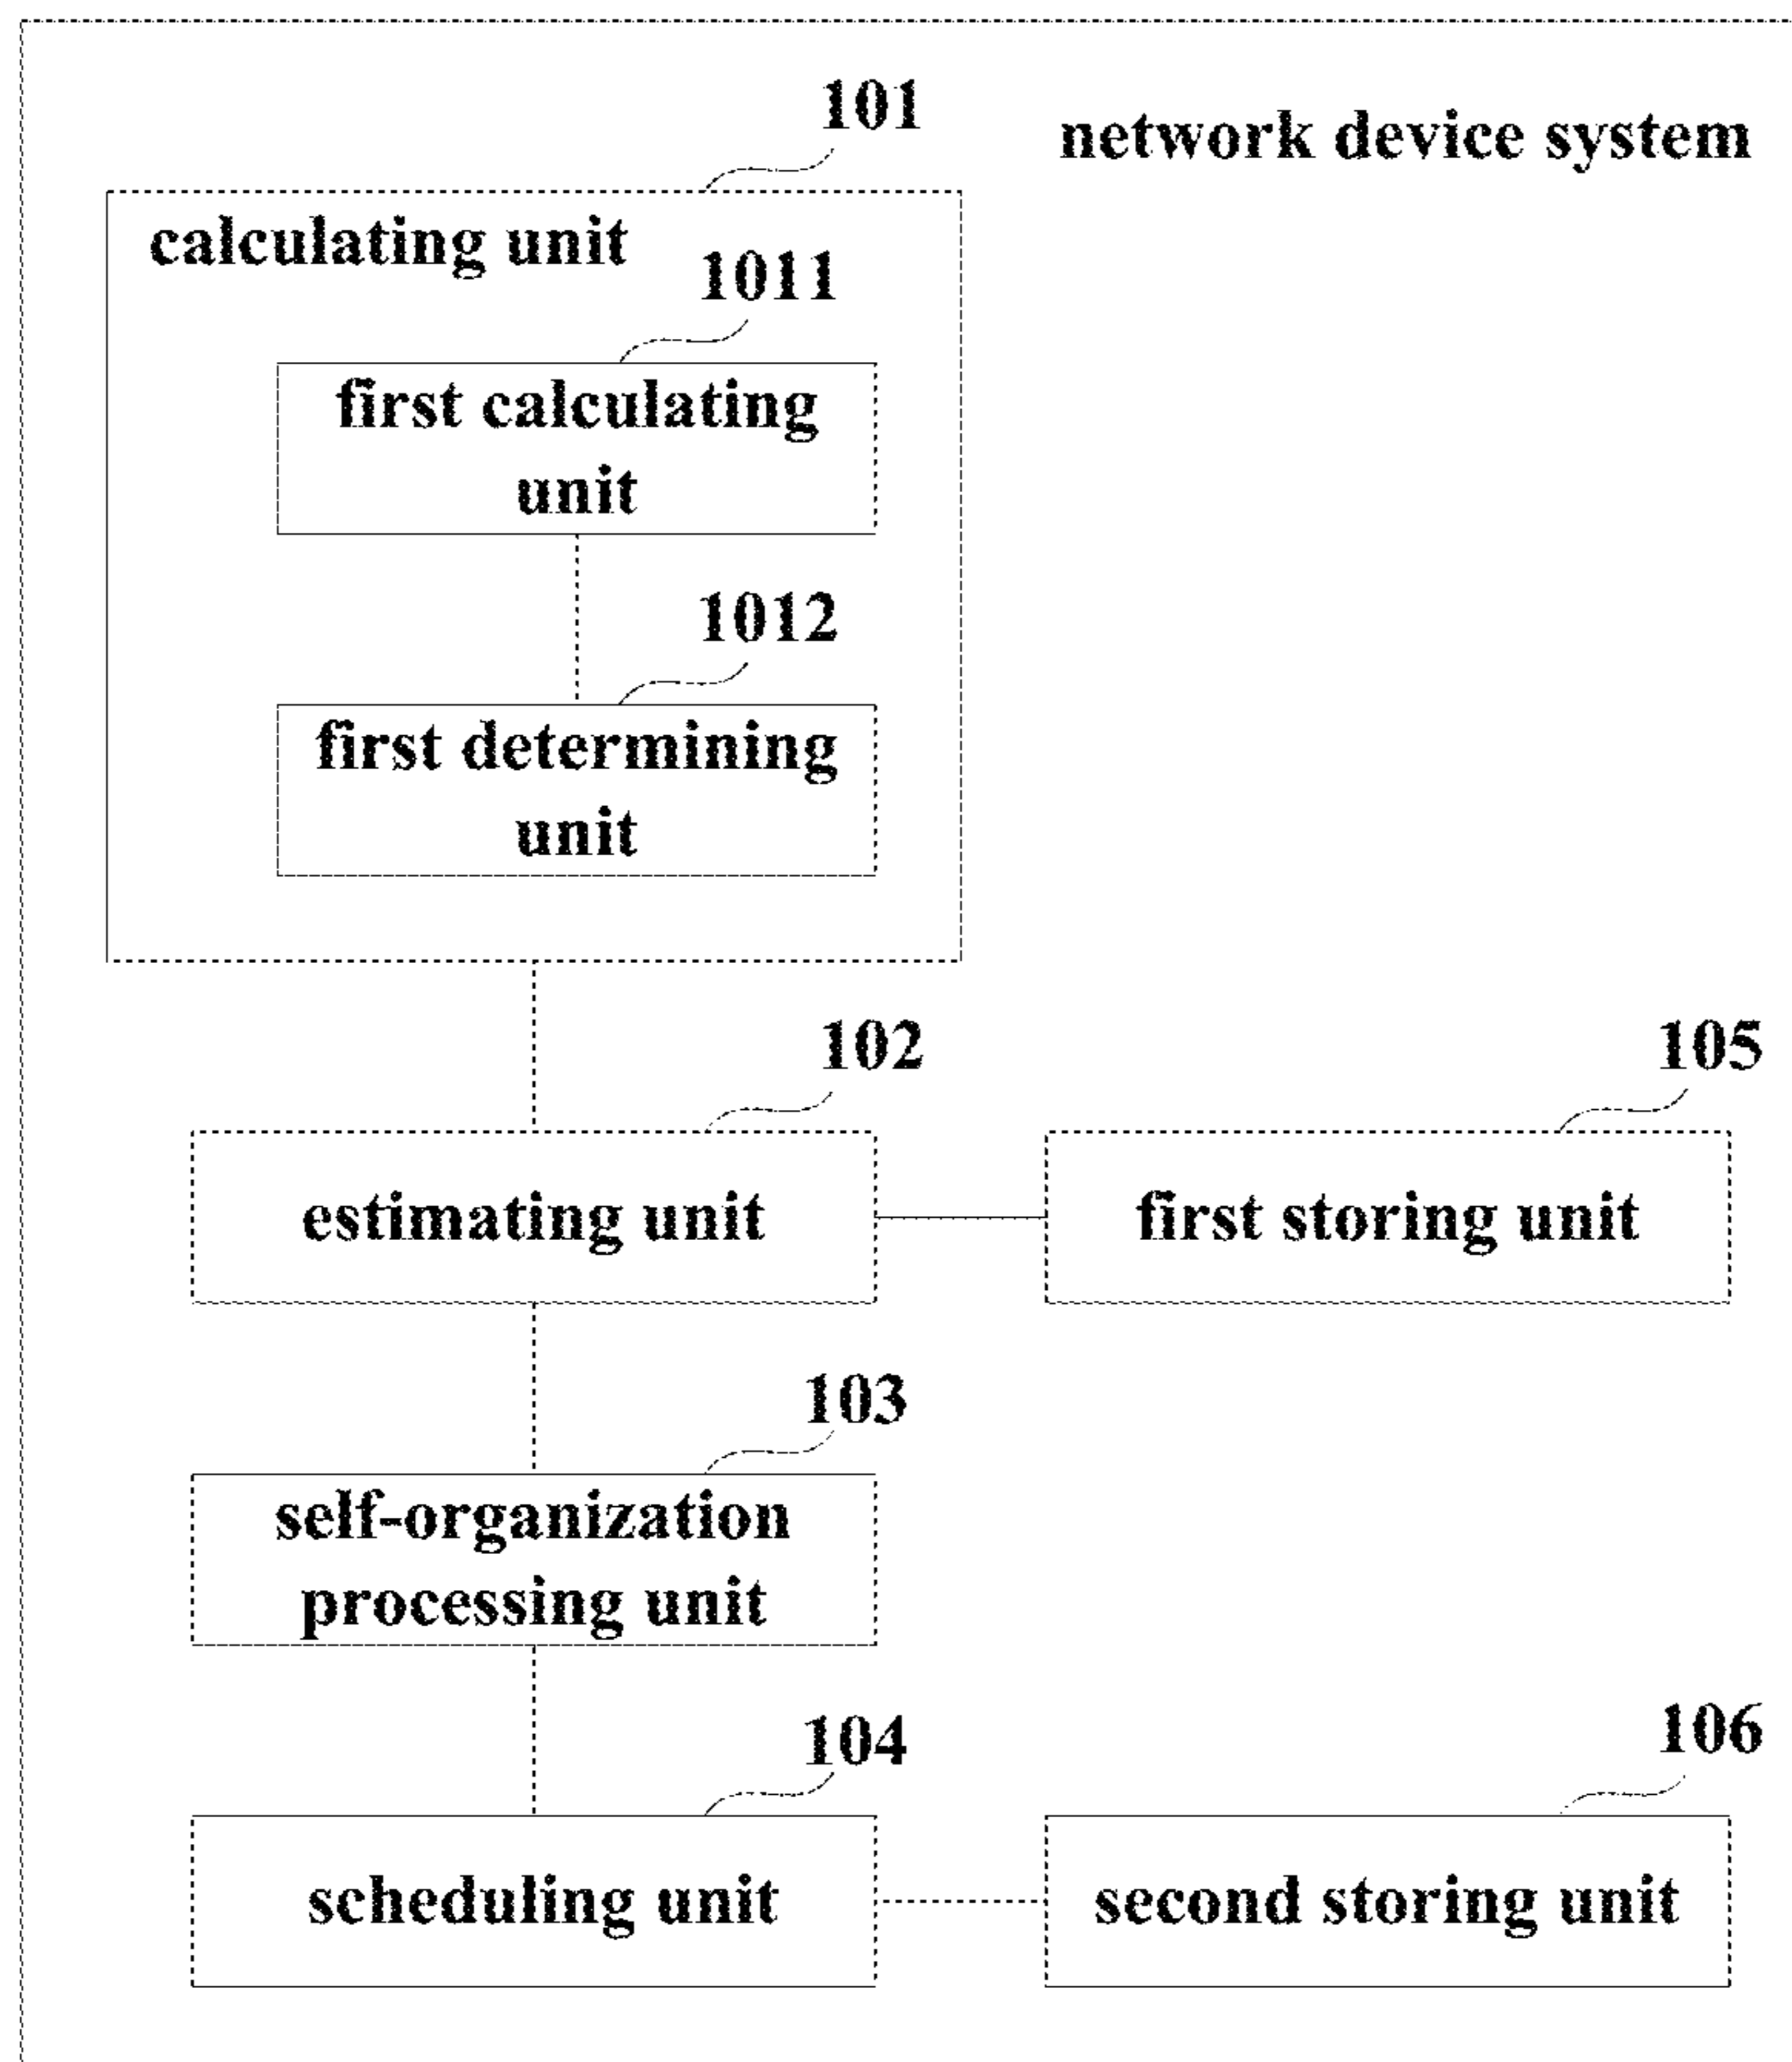 101
network device system
calculating unit
1011
first calculating
unit
1012
first determining
unit
102
105
estimating unit
first storing unit
103
self-organization
processing unit
104
106
scheduling unit
second storing unit